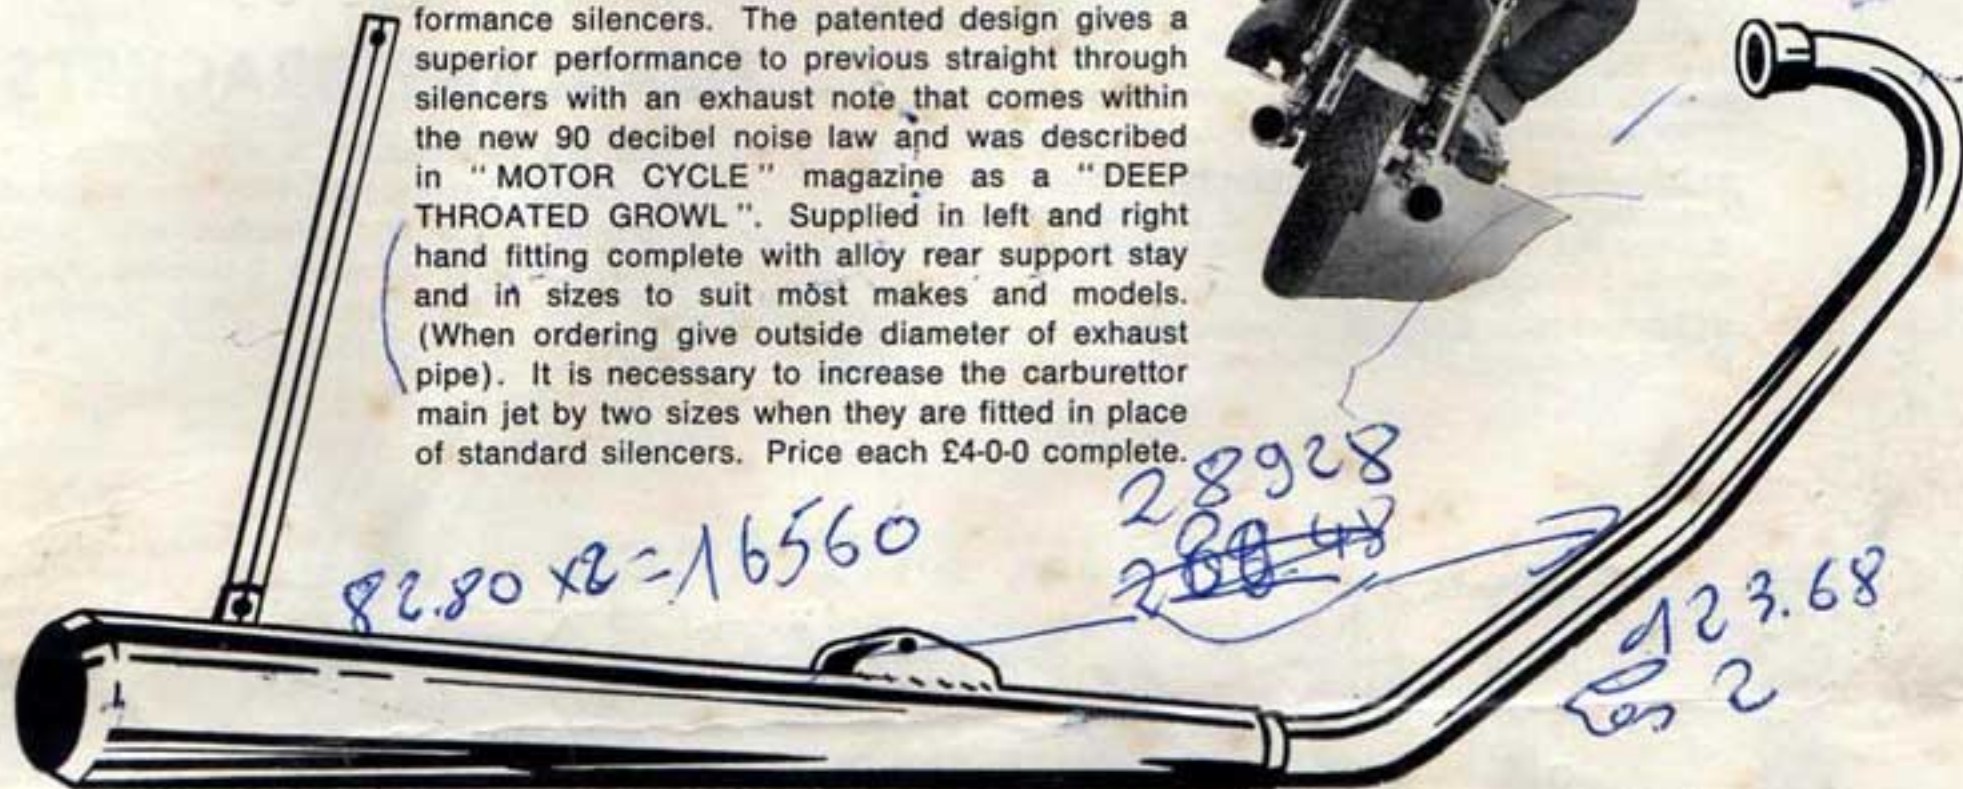 formance silencers. The patented design gives a
superior performance to previous straight through
silencers with an exhaust note that comes within
the new 90 decibel noise law and was described
in "MOTOR CYCLE" magazine as a "DEEP
THROATED GROWL". Supplied in left and right
hand fitting complete with alloy rear support stay
and in sizes to suit most makes and models.
(When ordering give outside diameter of exhaust
pipe). It is necessary to increase the carburettor
main jet by two sizes when they are fitted in place
of standard silencers. Price each £4-0-0 complete.
28928
82.80 x2=16560
123.68
Los 2